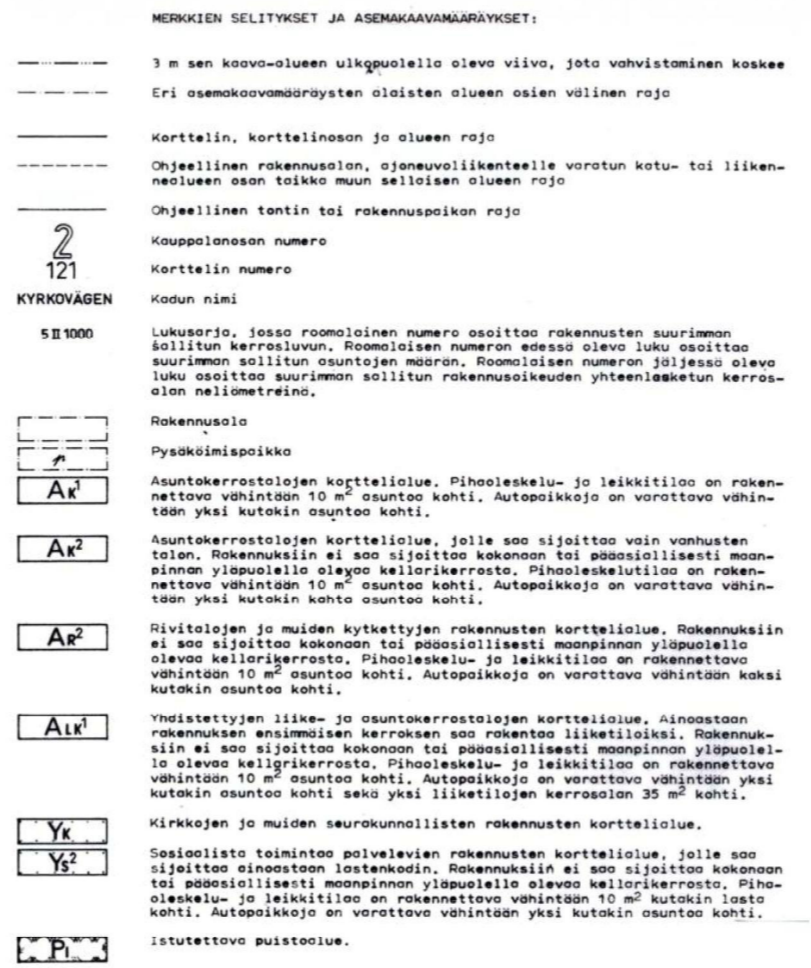 MERKKIEN SELITYKSET JA ASEMAKAAVAMÄÄRÄYKSET:
3 m sen kaava-alueen ulkopuolella oleva viiva, jota vahvistaminen koskee
Eri asemakaavamääräysten alaisten alueen osien välinen raja
Korttelin, korttelinosan ja alueen raja
Ohjeellinen rakennusalan, ajoneuvoliikenteelle varatun katu- tai liiken-
nealueen osan taikka muun sellaisen alueen raja
Ohjeellinen tontin tai rakennuspaikan raja
2 Kauppalanosan numero
121 Korttelin numero
KYRKOVÄGEN Kadun nimi
5 II 1000 Lukusarja, jossa roomalainen numero osoittaa rakennusten suurimman
sallitun kerrosluvun. Roomalaisen numeron edessä oleva luku osoittaa
suurimman sallitun asuntojen määrän. Roomalaisen numeron jäljessä oleva
luku osoittaa suurimman sallitun rakennusoikeuden yhteenlasketun kerros-
alan neliömetreinä.
Rakennusala
p Pysäköimispaikka
AK¹ Asuntokerrostalojen korttelialue. Pihaoleskelu- ja leikkitilaa on raken-
nettava vähintään 10 m² asuntoa kohti. Autopaikkoja on varattava vähin-
tään yksi kutakin asuntoa kohti.
AK² Asuntokerrostalojen korttelialue, jolle saa sijoittaa vain vanhusten
talon. Rakennuksiin ei saa sijoittaa kokonaan tai pääasiallisesti maan-
pinnan yläpuolella olevaa kellarikerrosta. Pihaoleskelutilaa on raken-
nettava vähintään 10 m² asuntoa kohti. Autopaikkoja on varattava vähin-
tään yksi kutakin kahta asuntoa kohti.
AR² Rivitalojen ja muiden kytkettyjen rakennusten korttelialue. Rakennuksiin
ei saa sijoittaa kokonaan tai pääasiallisesti maanpinnan yläpuolella
olevaa kellarikerrosta. Pihaoleskelu- ja leikkitilaa on rakennettava
vähintään 10 m² asuntoa kohti. Autopaikkoja on varattava vähintään kaksi
kutakin asuntoa kohti.
ALK¹ Yhdistettyjen liike- ja asuntokerrostalojen korttelialue. Ainoastaan
rakennuksen ensimmäisen kerroksen saa rakentaa liiketiloiksi. Rakennuk-
siin ei saa sijoittaa kokonaan tai pääasiallisesti maanpinnan yläpuolel-
la olevaa kellarikerrosta. Pihaoleskelu- ja leikkitilaa on rakennettava
vähintään 10 m² asuntoa kohti. Autopaikkoja on varattava vähintään yksi
kutakin asuntoa kohti sekä yksi liiketilojen kerrosalan 35 m² kohti.
YK Kirkkojen ja muiden seurakunnallisten rakennusten korttelialue.
YS² Sosiaalista toimintaa palvelevien rakennusten korttelialue, jolle saa
sijoittaa ainoastaan lastenkodin. Rakennuksiin ei saa sijoittaa kokonaan
tai pääasiallisesti maanpinnan yläpuolella olevaa kellarikerrosta. Piha-
oleskelu- ja leikkitilaa on rakennettava vähintään 10 m² kutakin lasta
kohti. Autopaikkoja on varattava vähintään yksi kutakin asuntoa kohti.
PI Istutettava puistoalue.